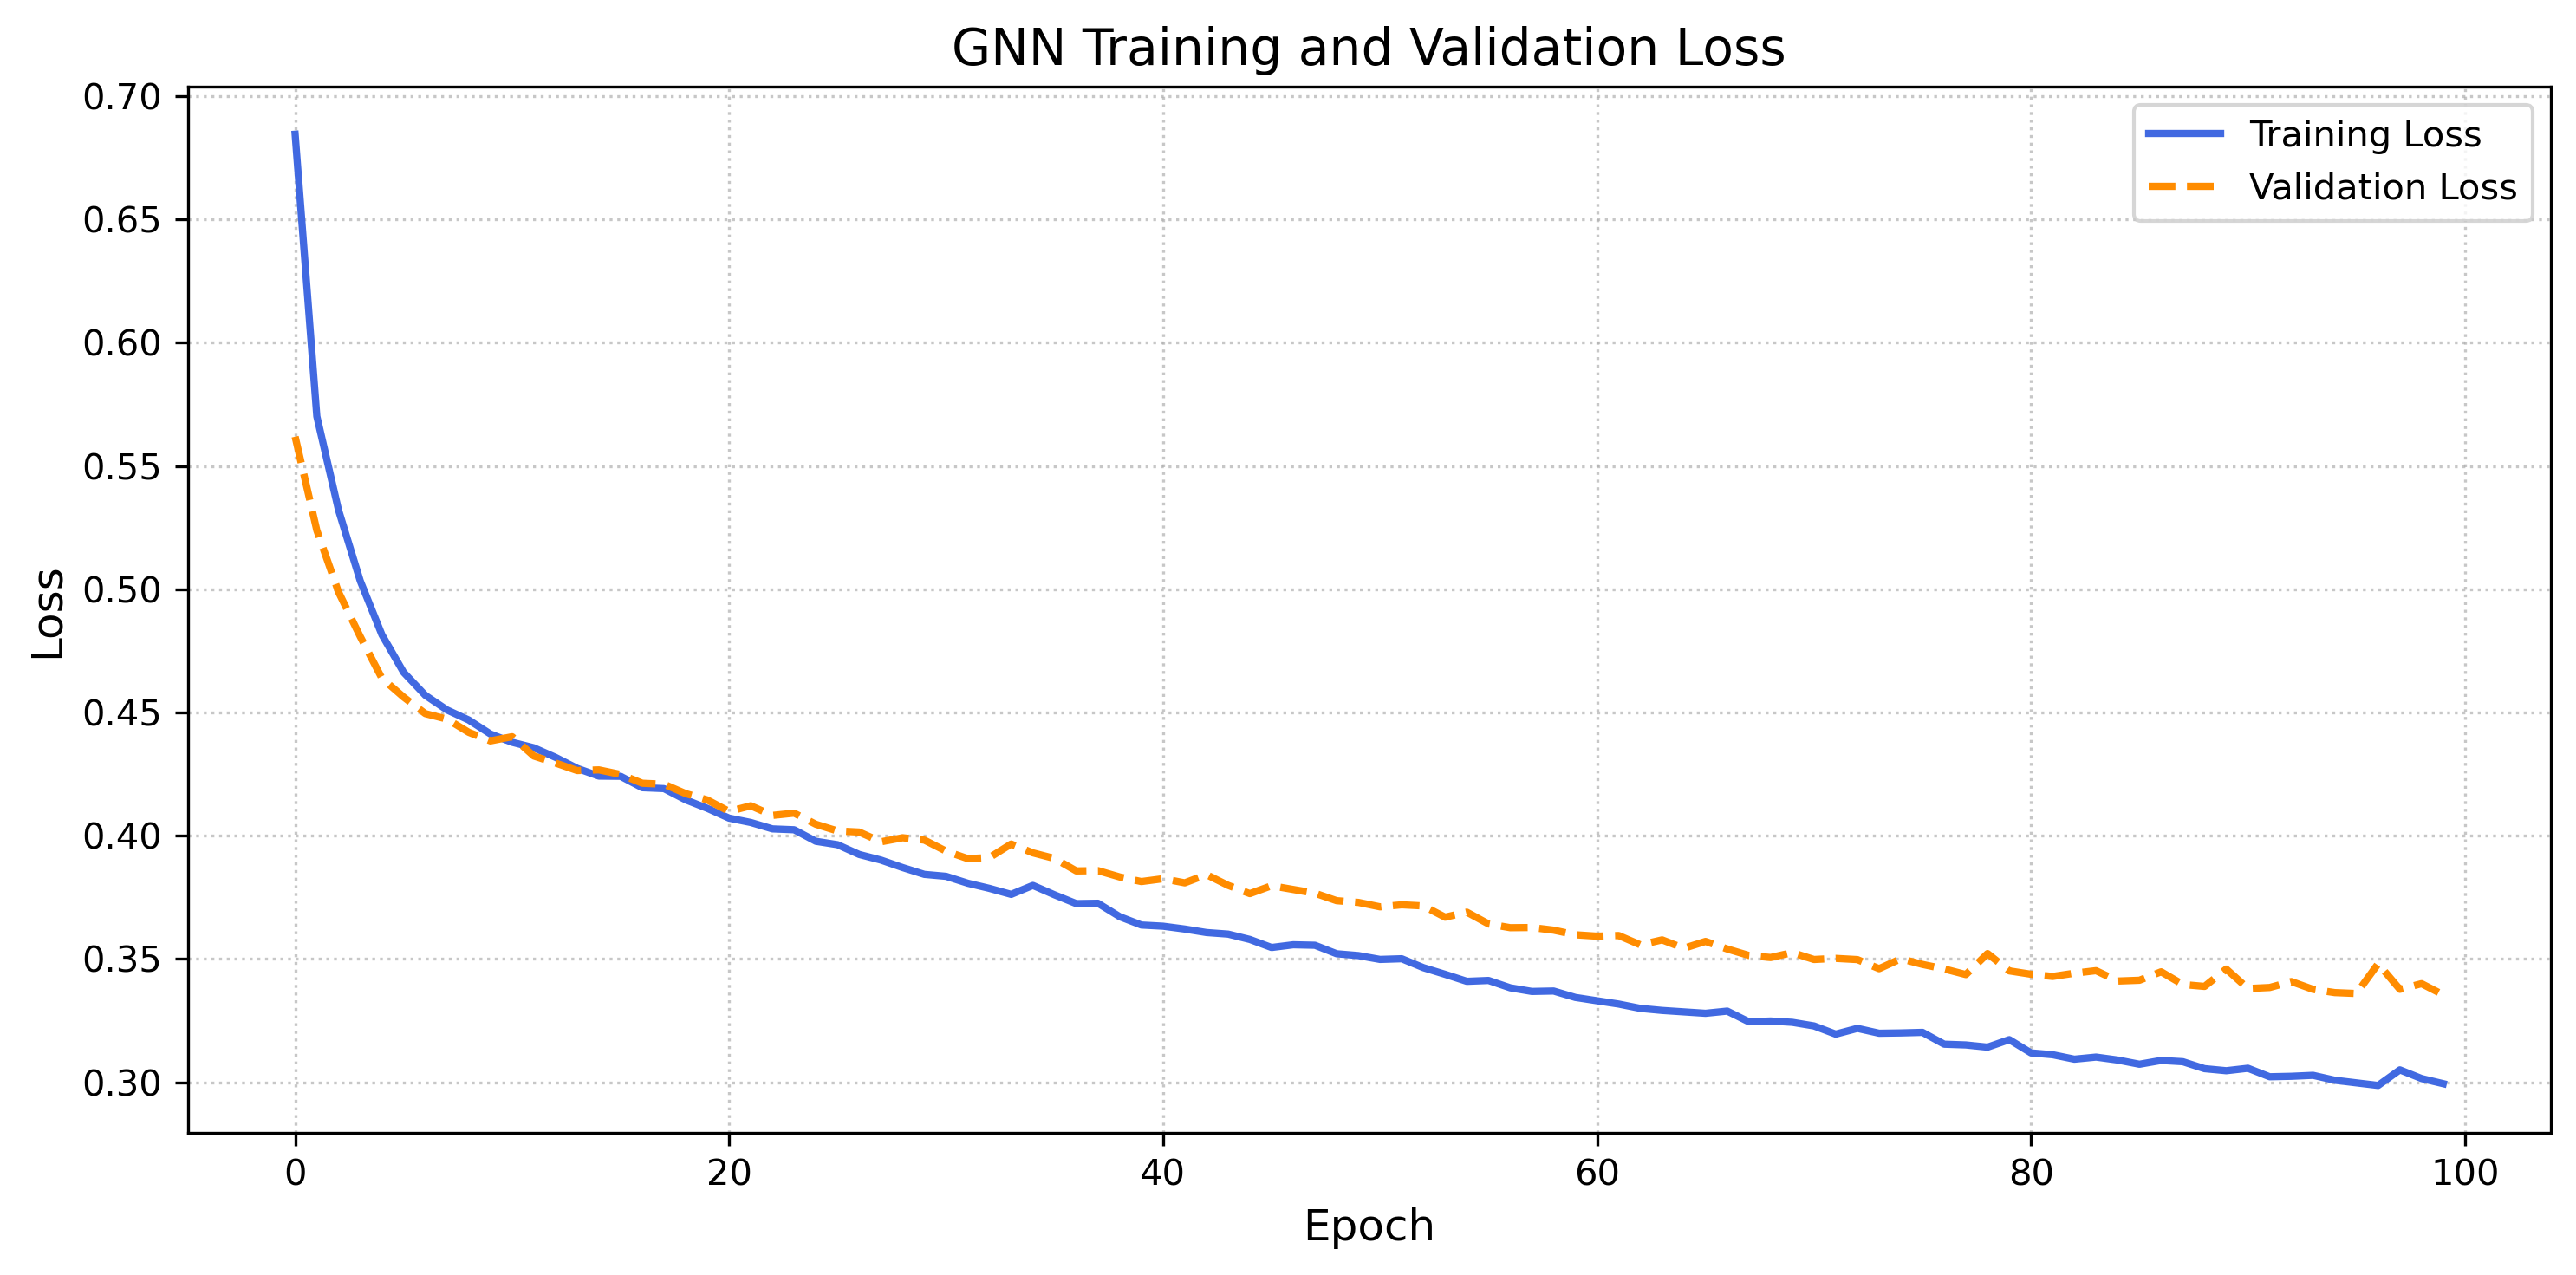 GNN Training and Validation Loss
0.70
0.65
0.60
0.55
0.50
0.45
0.40
0.35
0.30
Loss
Training Loss
Validation Loss
0 20 40 60 80 100
Epoch